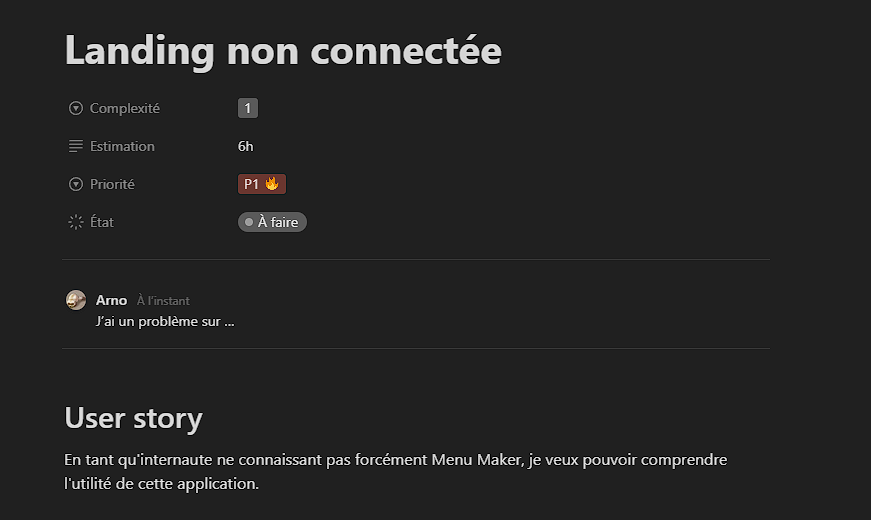 Landing non connectée
Complexité 1
Estimation 6h
Priorité P1 🔥
État À faire
Arno À l'instant
J'ai un problème sur ...
User story
En tant qu'internaute ne connaissant pas forcément Menu Maker, je veux pouvoir comprendre
l'utilité de cette application.